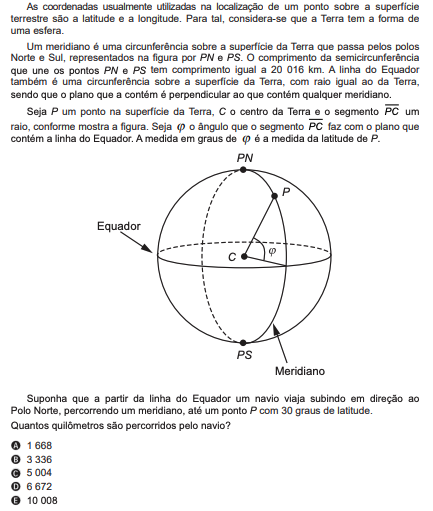 As coordenadas usualmente utilizadas na localização de um ponto sobre a superfície
terrestre são a latitude e a longitude. Para tal, considera-se que a Terra tem a forma de
uma esfera.
Um meridiano é uma circunferência sobre a superfície da Terra que passa pelos polos
Norte e Sul, representados na figura por PN e PS. O comprimento da semicircunferência
que une os pontos PN e PS tem comprimento igual a 20 016 km. A linha do Equador
também é uma circunferência sobre a superfície da Terra, com raio igual ao da Terra,
sendo que o plano que a contém é perpendicular ao que contém qualquer meridiano.
Seja P um ponto na superfície da Terra, C o centro da Terra e o segmento PC um
raio, conforme mostra a figura. Seja φ o ângulo que o segmento PC faz com o plano que
contém a linha do Equador. A medida em graus de φ é a medida da latitude de P.
PN
P
Equador
C
φ
PS
Meridiano
Suponha que a partir da linha do Equador um navio viaja subindo em direção ao
Polo Norte, percorrendo um meridiano, até um ponto P com 30 graus de latitude.
Quantos quilômetros são percorridos pelo navio?
A 1 668
B 3 336
C 5 004
D 6 672
E 10 008